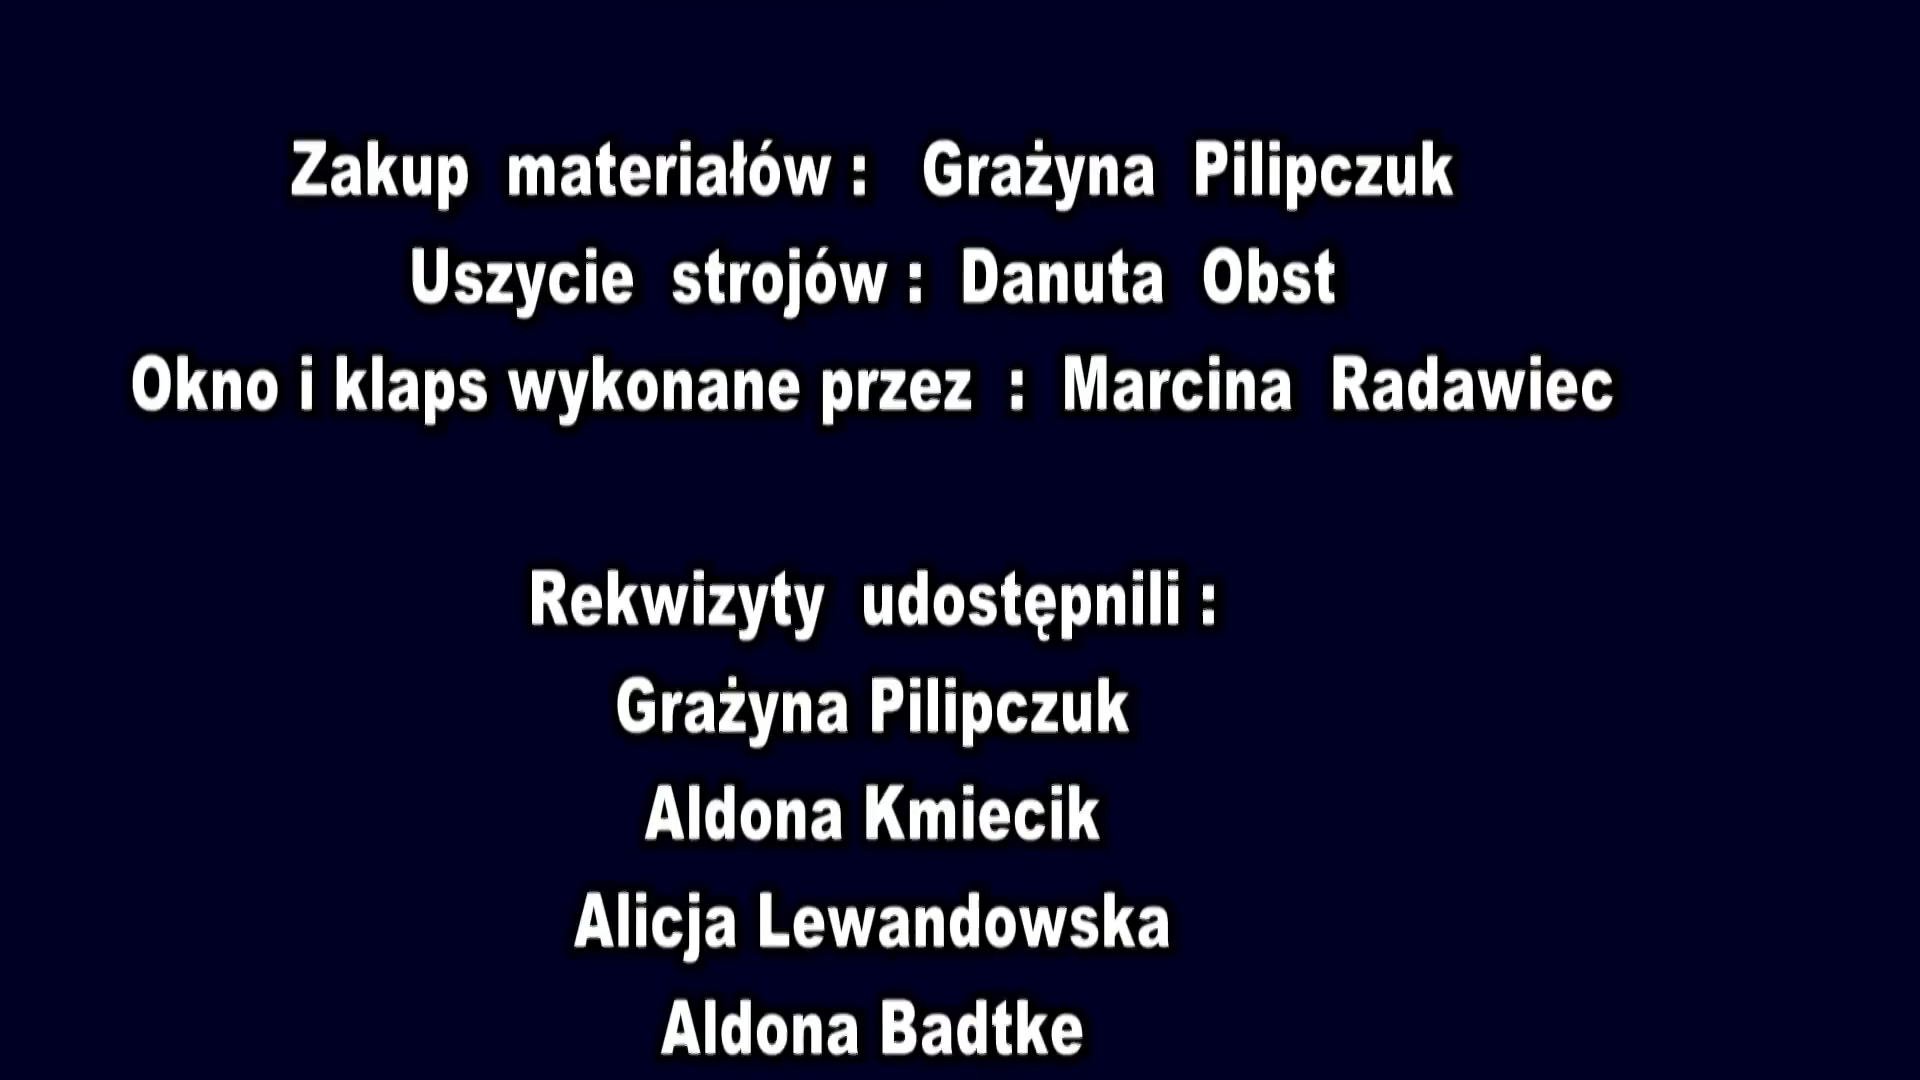 Zakup materiałów : Grażyna Pilipczuk
Uszycie strojów : Danuta Obst
Okno i klaps wykonane przez : Marcina Radawiec
Rekwizyty udostępnili :
Grażyna Pilipczuk
Aldona Kmiecik
Alicja Lewandowska
Aldona Badtke